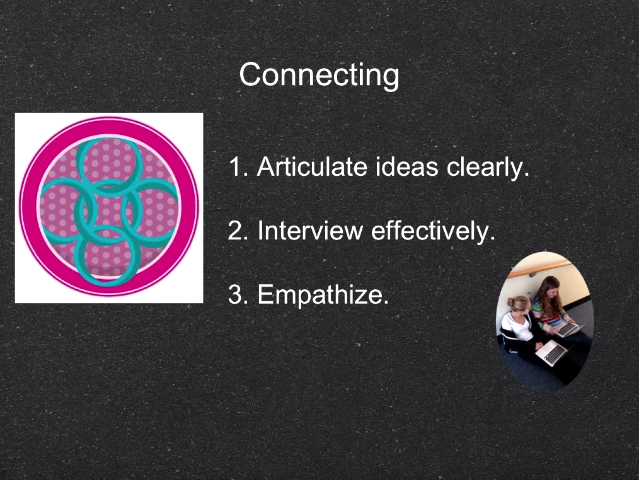 Connecting
1. Articulate ideas clearly.
2. Interview effectively.
3. Empathize.